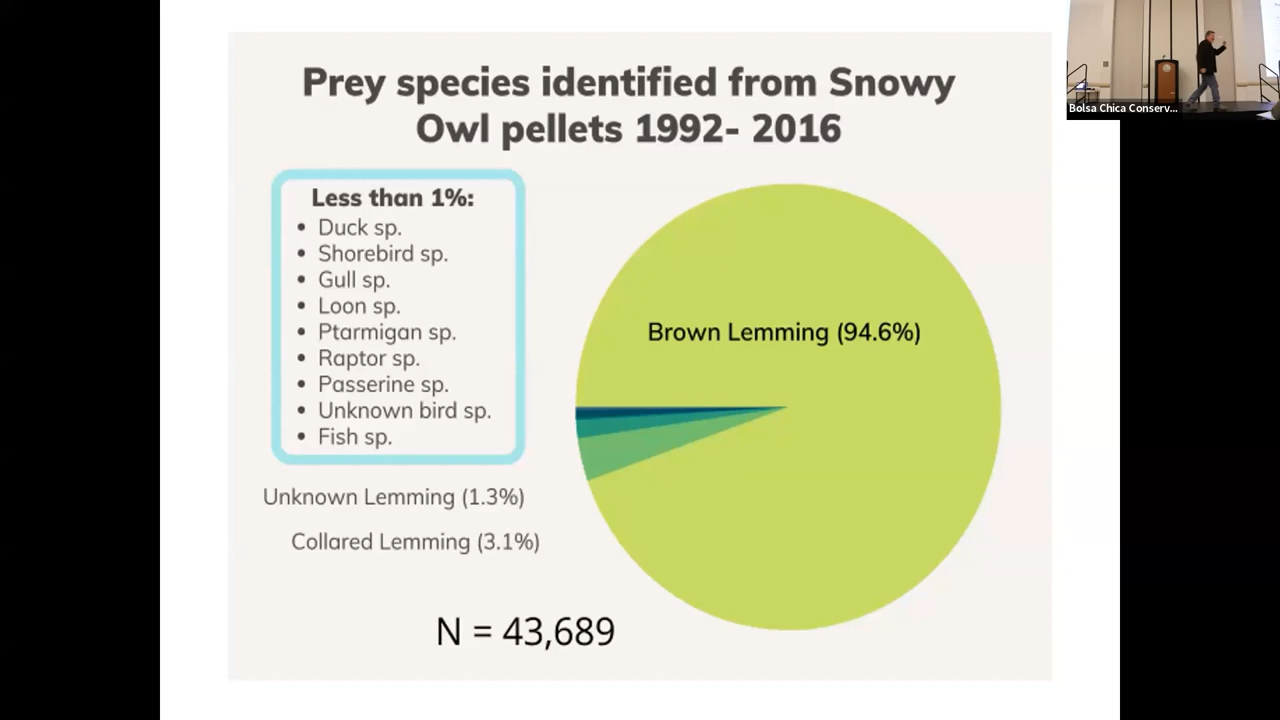 Prey species identified from Snowy
Owl pellets 1992- 2016
Less than 1%:
• Duck sp.
• Shorebird sp.
• Gull sp.
• Loon sp.
• Ptarmigan sp.
• Raptor sp.
• Passerine sp.
• Unknown bird sp.
• Fish sp.
Brown Lemming (94.6%)
Unknown Lemming (1.3%)
Collared Lemming (3.1%)
N = 43,689
Bolsa Chica Conserv...